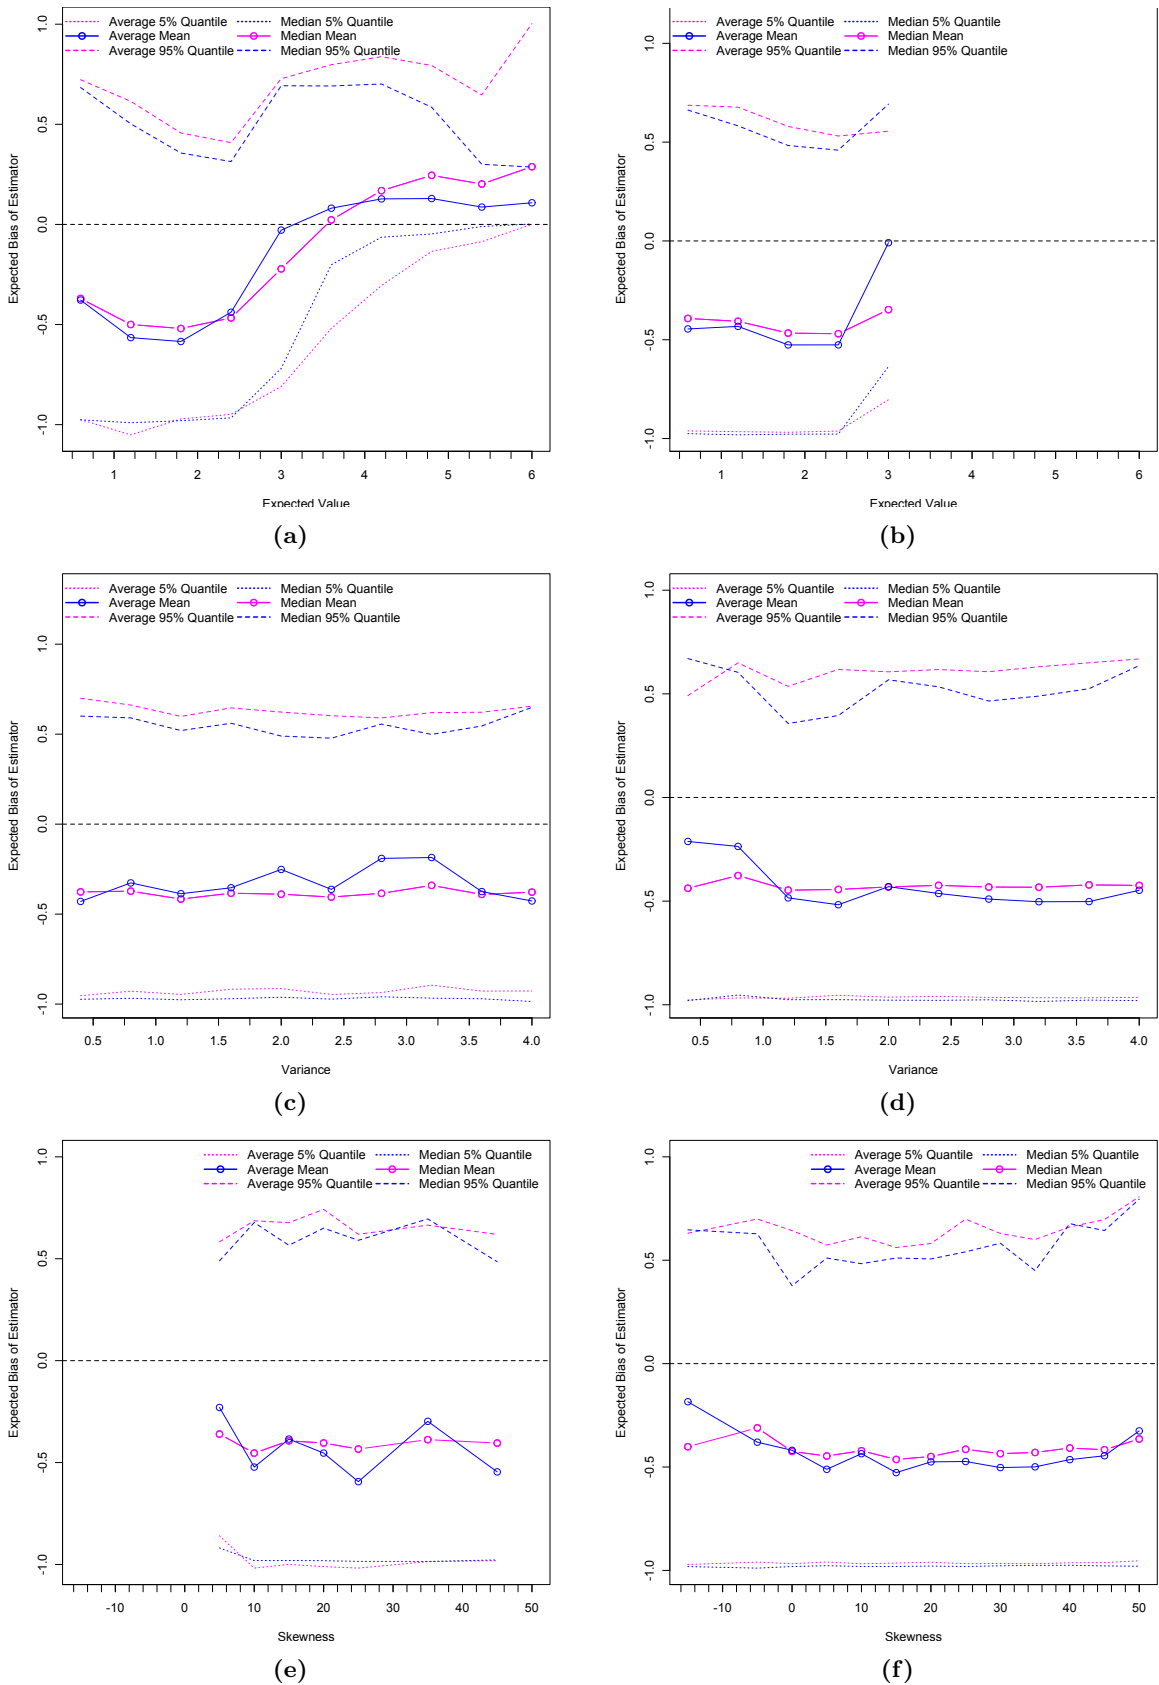 Average 5% Quantile Median 5% Quantile
Average Mean Median Mean
Average 95% Quantile Median 95% Quantile
Expected Bias of Estimator
1.0
0.5
0.0
-0.5
-1.0
1 2 3 4 5 6
Expected Value
(a)
Average 5% Quantile Median 5% Quantile
Average Mean Median Mean
Average 95% Quantile Median 95% Quantile
Expected Bias of Estimator
1.0
0.5
0.0
-0.5
-1.0
1 2 3 4 5 6
Expected Value
(b)
Average 5% Quantile Median 5% Quantile
Average Mean Median Mean
Average 95% Quantile Median 95% Quantile
Expected Bias of Estimator
1.0
0.5
0.0
-0.5
-1.0
0.5 1.0 1.5 2.0 2.5 3.0 3.5 4.0
Variance
(c)
Average 5% Quantile Median 5% Quantile
Average Mean Median Mean
Average 95% Quantile Median 95% Quantile
Expected Bias of Estimator
1.0
0.5
0.0
-0.5
-1.0
0.5 1.0 1.5 2.0 2.5 3.0 3.5 4.0
Variance
(d)
Average 5% Quantile Median 5% Quantile
Average Mean Median Mean
Average 95% Quantile Median 95% Quantile
Expected Bias of Estimator
1.0
0.5
0.0
-0.5
-1.0
-10 0 10 20 30 40 50
Skewness
(e)
Average 5% Quantile Median 5% Quantile
Average Mean Median Mean
Average 95% Quantile Median 95% Quantile
Expected Bias of Estimator
1.0
0.5
0.0
-0.5
-1.0
-10 0 10 20 30 40 50
Skewness
(f)